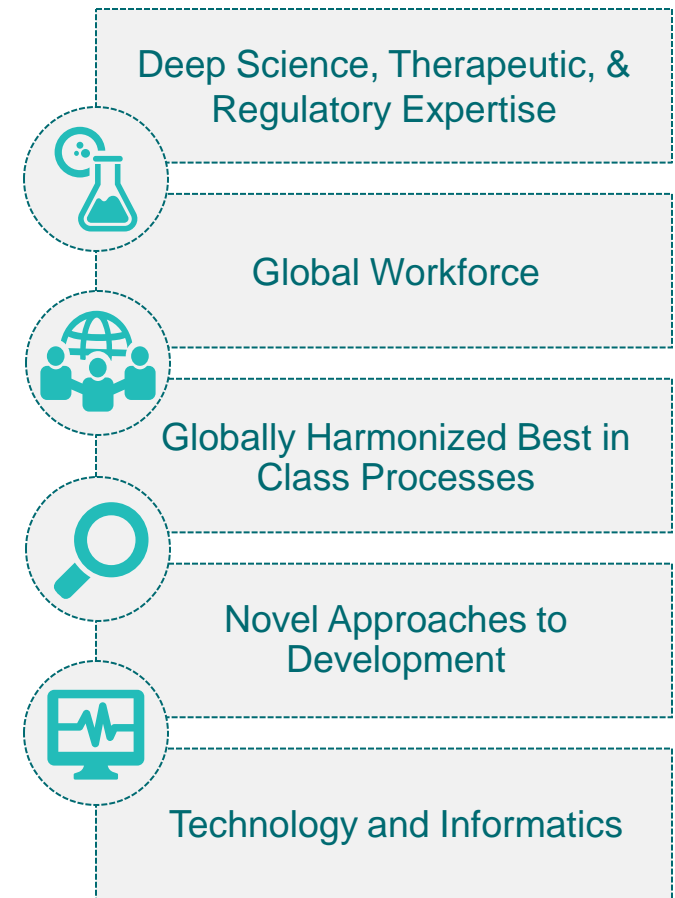 Deep Science, Therapeutic, &
Regulatory Expertise
Global Workforce
Globally Harmonized Best in
Class Processes
Novel Approaches to
Development
Technology and Informatics